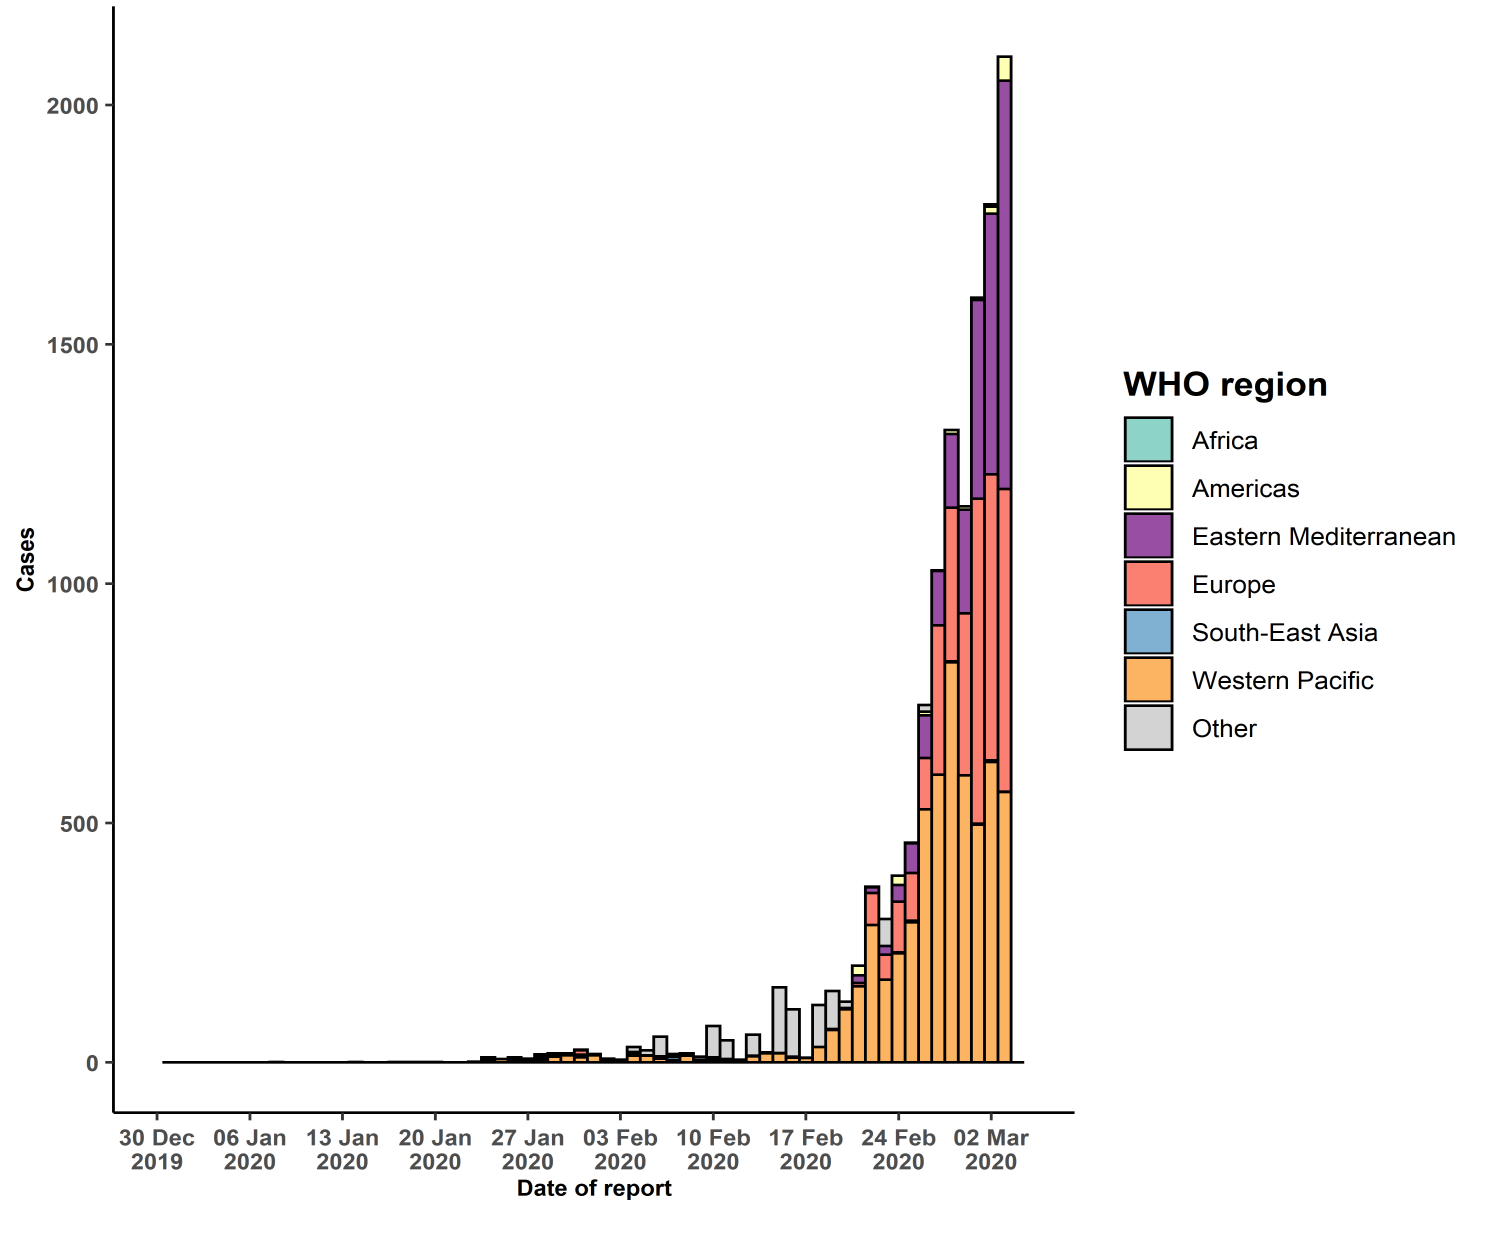 2000
1500
1000
500
0
Cases
30 Dec 06 Jan 13 Jan 20 Jan 27 Jan 03 Feb 10 Feb 17 Feb 24 Feb 02 Mar
2019 2020 2020 2020 2020 2020 2020 2020 2020 2020
Date of report
WHO region
Africa
Americas
Eastern Mediterranean
Europe
South-East Asia
Western Pacific
Other